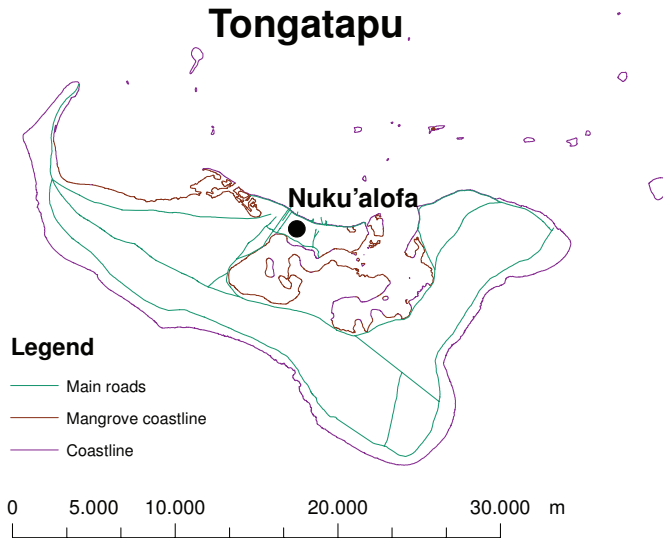 Tongatapu
Nuku’alofa
Legend
Main roads
Mangrove coastline
Coastline
0 5.000 10.000 20.000 30.000 m